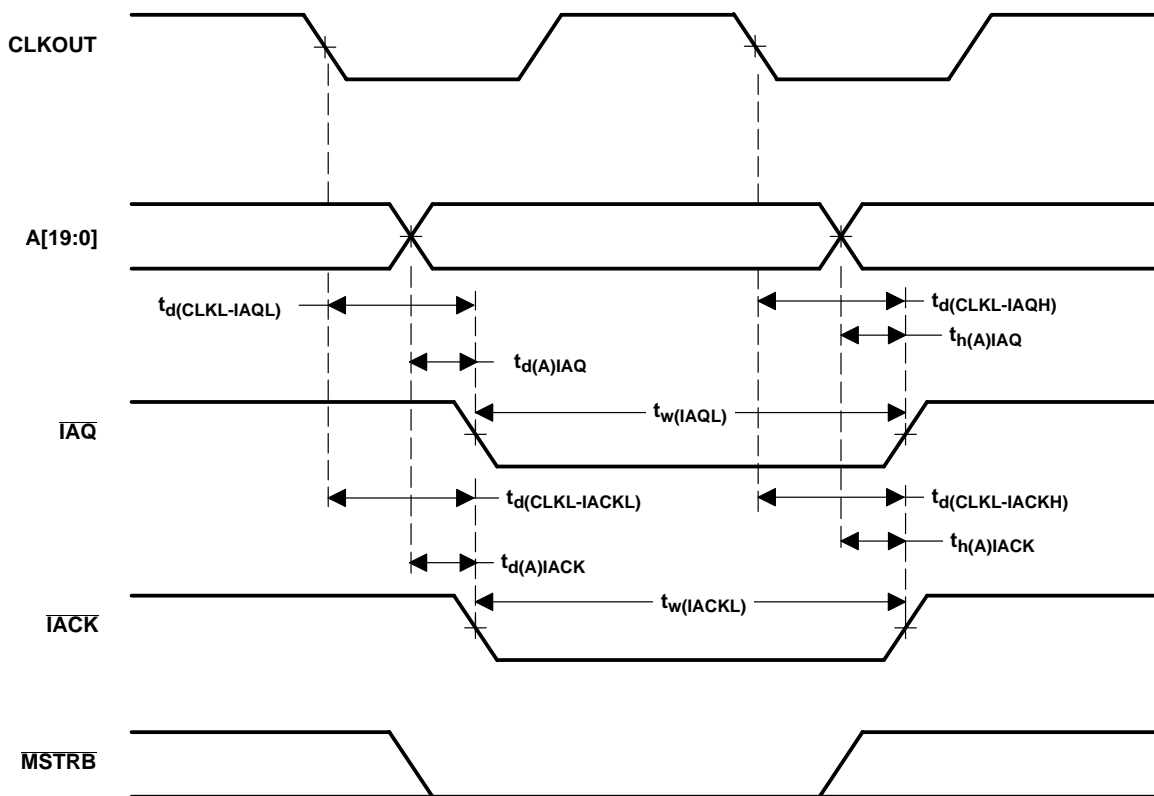 CLKOUT
A[19:0]
td(CLKL-IAQL)
td(CLKL-IAQH)
th(A)IAQ
td(A)IAQ
IAQ
tw(IAQL)
td(CLKL-IACKL)
td(CLKL-IACKH)
th(A)IACK
td(A)IACK
IACK
tw(IACKL)
MSTRB